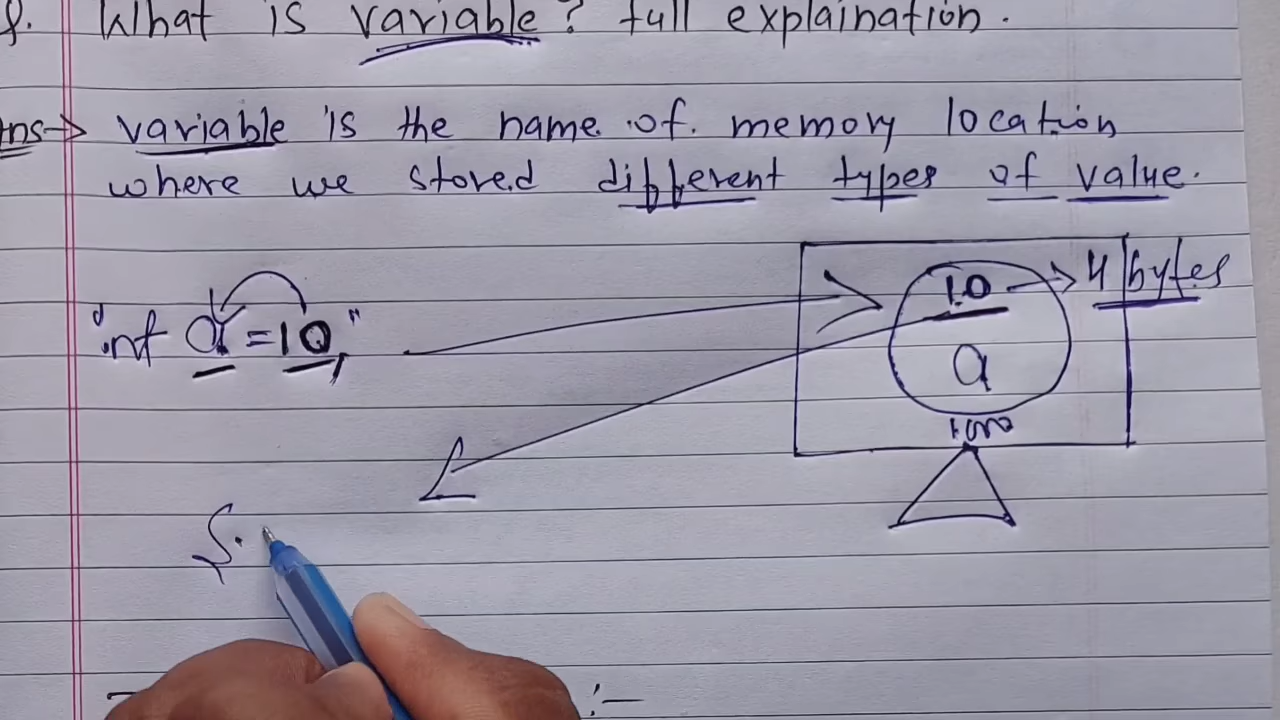 What is variable? full explaination.
Ans→ variable is the name of memory location
where we stored different types of value.
"int a=10;"
10 → 4 bytes
a
1000
S.
:-